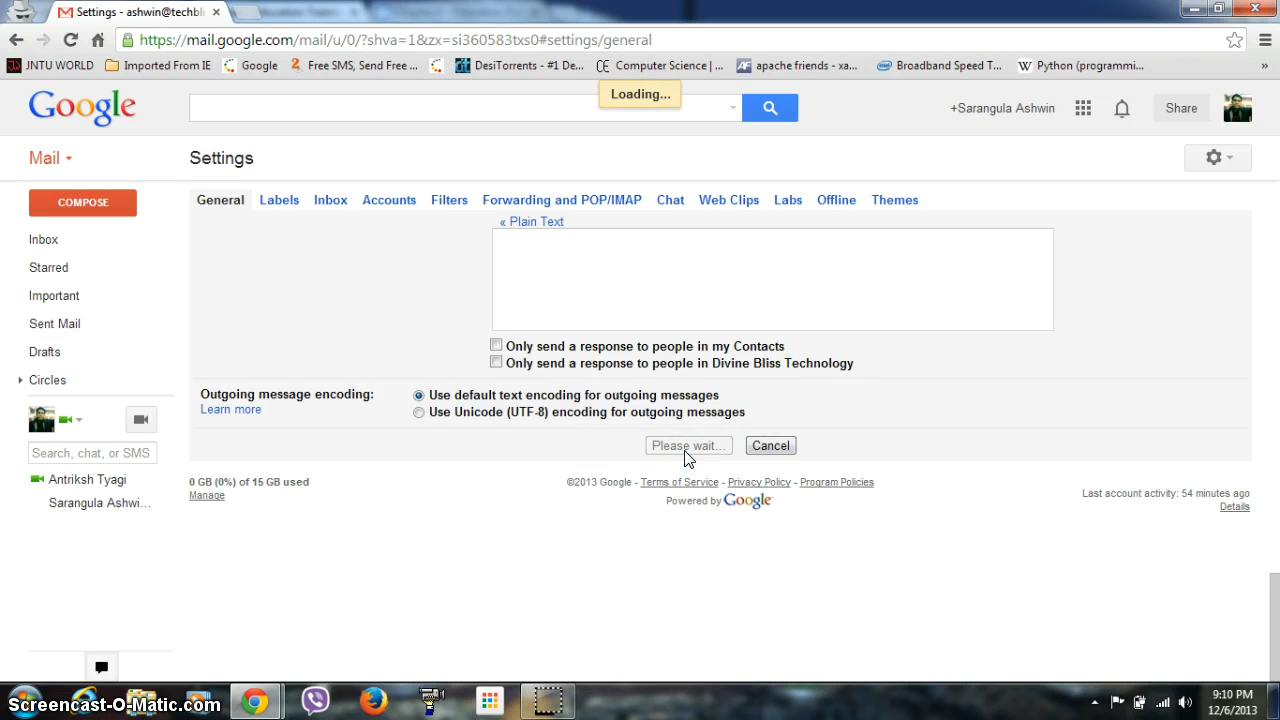 Settings - ashwin@techbli
https://mail.google.com/mail/u/0/?shva=1&zx=si360583txs0#settings/general
JNTU WORLD Imported From IE Google Free SMS, Send Free ... DesiTorrents - #1 De... Computer Science | ... apache friends - xa... Broadband Speed T... Python (programmi... »
Loading...
Google
+Sarangula Ashwin
Share
Mail
Settings
COMPOSE
General Labels Inbox Accounts Filters Forwarding and POP/IMAP Chat Web Clips Labs Offline Themes
« Plain Text
Inbox
Starred
Important
Sent Mail
Drafts
Circles
Only send a response to people in my Contacts
Only send a response to people in Divine Bliss Technology
Outgoing message encoding:
Learn more
Use default text encoding for outgoing messages
Use Unicode (UTF-8) encoding for outgoing messages
Please wait... Cancel
Search, chat, or SMS
Antriksh Tyagi
Sarangula Ashwi...
0 GB (0%) of 15 GB used
Manage
©2013 Google - Terms of Service - Privacy Policy - Program Policies
Powered by Google
Last account activity: 54 minutes ago
Details
Screencast-O-Matic.com
9:10 PM
12/6/2013